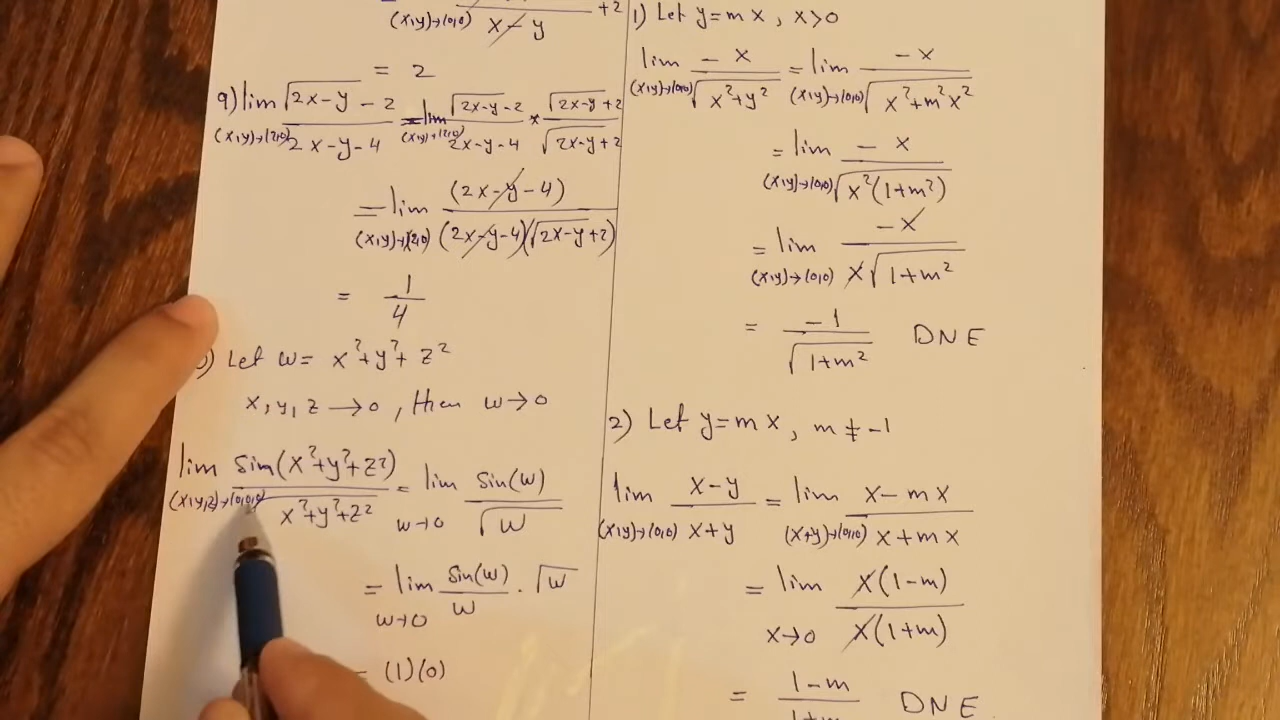 (x,y)→(0,0) x-y +2
= 2
9) lim √2x-y - 2 = lim √2x-y - 2 * √2x-y + 2
(x,y)→(2,0) 2x-y-4 (x,y)→(2,0) 2x-y-4 √2x-y + 2
= lim (2x-y-4)
(x,y)→(2,0) (2x-y-4)(√2x-y + 2)
= 1
4
) Let w = x²+y²+z²
x,y,z → 0, then w→0
lim sin(x²+y²+z²) = lim sin(w)
(x,y,z)→(0,0,0) √x²+y²+z² w→0 √w
= lim sin(w) . √w
w→0 w
= (1)(0)
1) Let y=mx, x>0
lim -x = lim -x
(x,y)→(0,0) √x²+y² (x,y)→(0,0) √x²+m²x²
= lim -x
(x,y)→(0,0) √x²(1+m²)
= lim -x
(x,y)→(0,0) x√1+m²
= -1 DNE
√1+m²
2) Let y=mx, m≠-1
lim x-y = lim x-mx
(x,y)→(0,0) x+y (x+y)→(0,0) x+mx
= lim x(1-m)
x→0 x(1+m)
= 1-m DNE
1+m